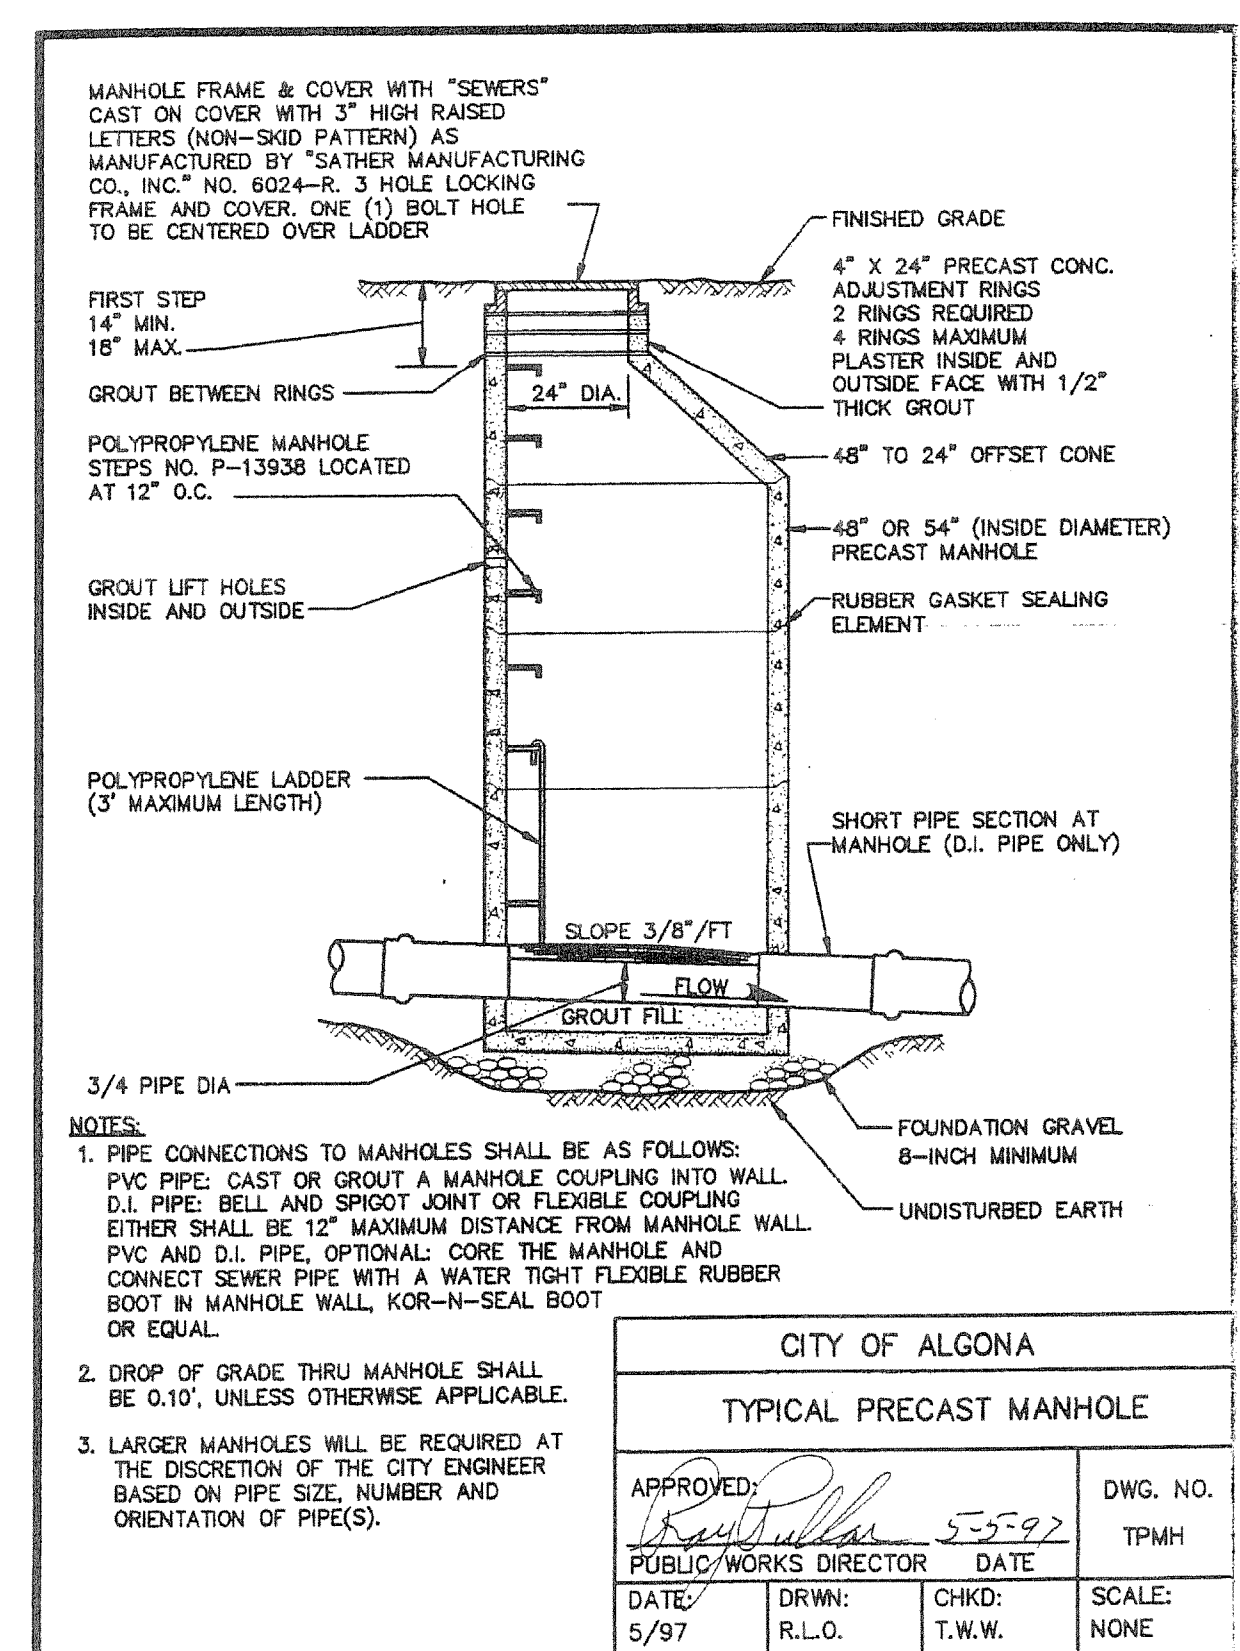 MANHOLE FRAME & COVER WITH "SEWERS"
CAST ON COVER WITH 3" HIGH RAISED
LETTERS (NON-SKID PATTERN) AS
MANUFACTURED BY "SATHER MANUFACTURING
CO., INC." NO. 6024-R. 3 HOLE LOCKING
FRAME AND COVER. ONE (1) BOLT HOLE
TO BE CENTERED OVER LADDER
FINISHED GRADE
4" X 24" PRECAST CONC.
ADJUSTMENT RINGS
2 RINGS REQUIRED
4 RINGS MAXIMUM
PLASTER INSIDE AND
OUTSIDE FACE WITH 1/2"
THICK GROUT
FIRST STEP
14" MIN.
18" MAX.
GROUT BETWEEN RINGS
24" DIA.
POLYPROPYLENE MANHOLE
STEPS NO. P-13938 LOCATED
AT 12" O.C.
48" TO 24" OFFSET CONE
48" OR 54" (INSIDE DIAMETER)
PRECAST MANHOLE
GROUT LIFT HOLES
INSIDE AND OUTSIDE
RUBBER GASKET SEALING
ELEMENT
POLYPROPYLENE LADDER
(3' MAXIMUM LENGTH)
SHORT PIPE SECTION AT
MANHOLE (D.I. PIPE ONLY)
SLOPE 3/8"/FT
FLOW
GROUT FILL
3/4 PIPE DIA
FOUNDATION GRAVEL
8-INCH MINIMUM
UNDISTURBED EARTH
NOTES:
1. PIPE CONNECTIONS TO MANHOLES SHALL BE AS FOLLOWS:
PVC PIPE: CAST OR GROUT A MANHOLE COUPLING INTO WALL.
D.I. PIPE: BELL AND SPIGOT JOINT OR FLEXIBLE COUPLING
EITHER SHALL BE 12" MAXIMUM DISTANCE FROM MANHOLE WALL.
PVC AND D.I. PIPE, OPTIONAL: CORE THE MANHOLE AND
CONNECT SEWER PIPE WITH A WATER TIGHT FLEXIBLE RUBBER
BOOT IN MANHOLE WALL, KOR-N-SEAL BOOT
OR EQUAL.
2. DROP OF GRADE THRU MANHOLE SHALL
BE 0.10', UNLESS OTHERWISE APPLICABLE.
3. LARGER MANHOLES WILL BE REQUIRED AT
THE DISCRETION OF THE CITY ENGINEER
BASED ON PIPE SIZE, NUMBER AND
ORIENTATION OF PIPE(S).
CITY OF ALGONA
TYPICAL PRECAST MANHOLE
APPROVED:
Ray 5-5-97
PUBLIC WORKS DIRECTOR DATE
DWG. NO.
TPMH
DATE:
5/97
DRWN:
R.L.O.
CHKD:
T.W.W.
SCALE:
NONE